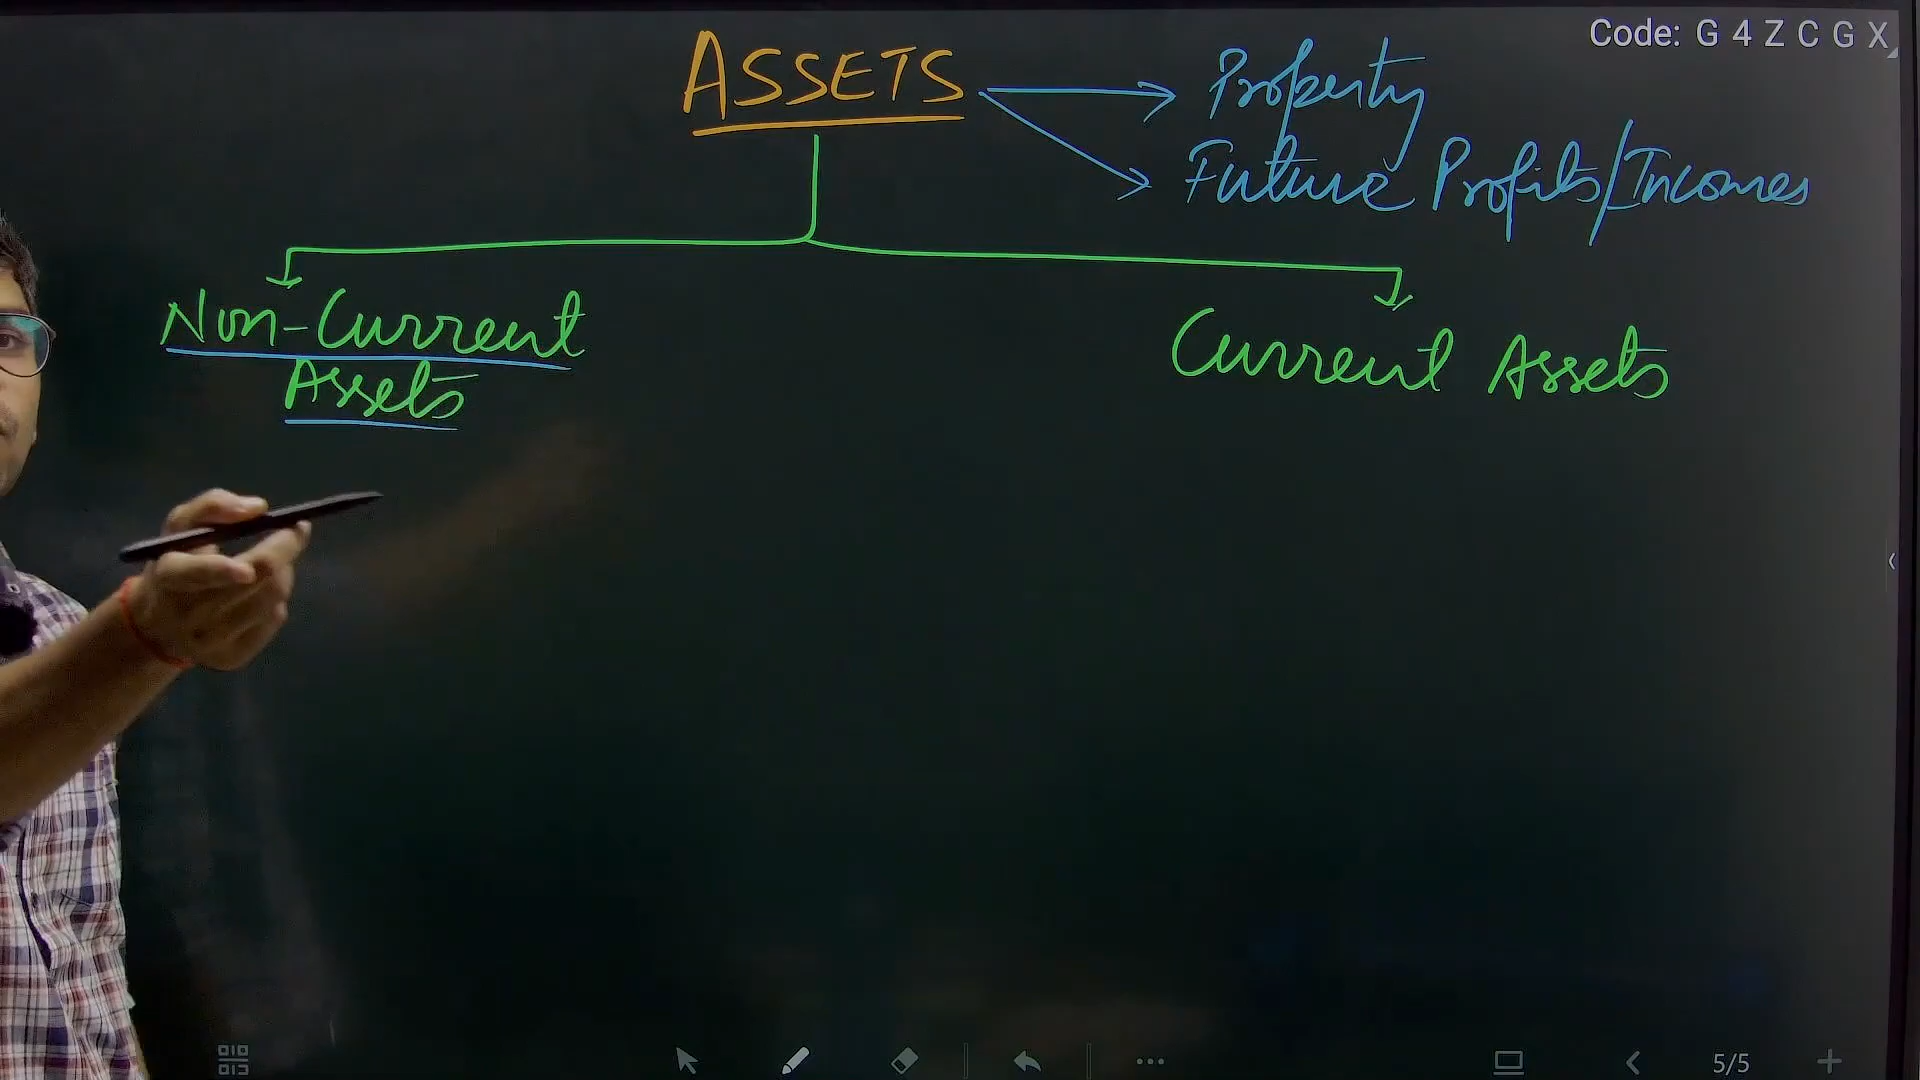 Code: G 4 Z C G X
ASSETS
Property
Future Profits/Incomes
Non-Current
Assets
Current Assets
5/5